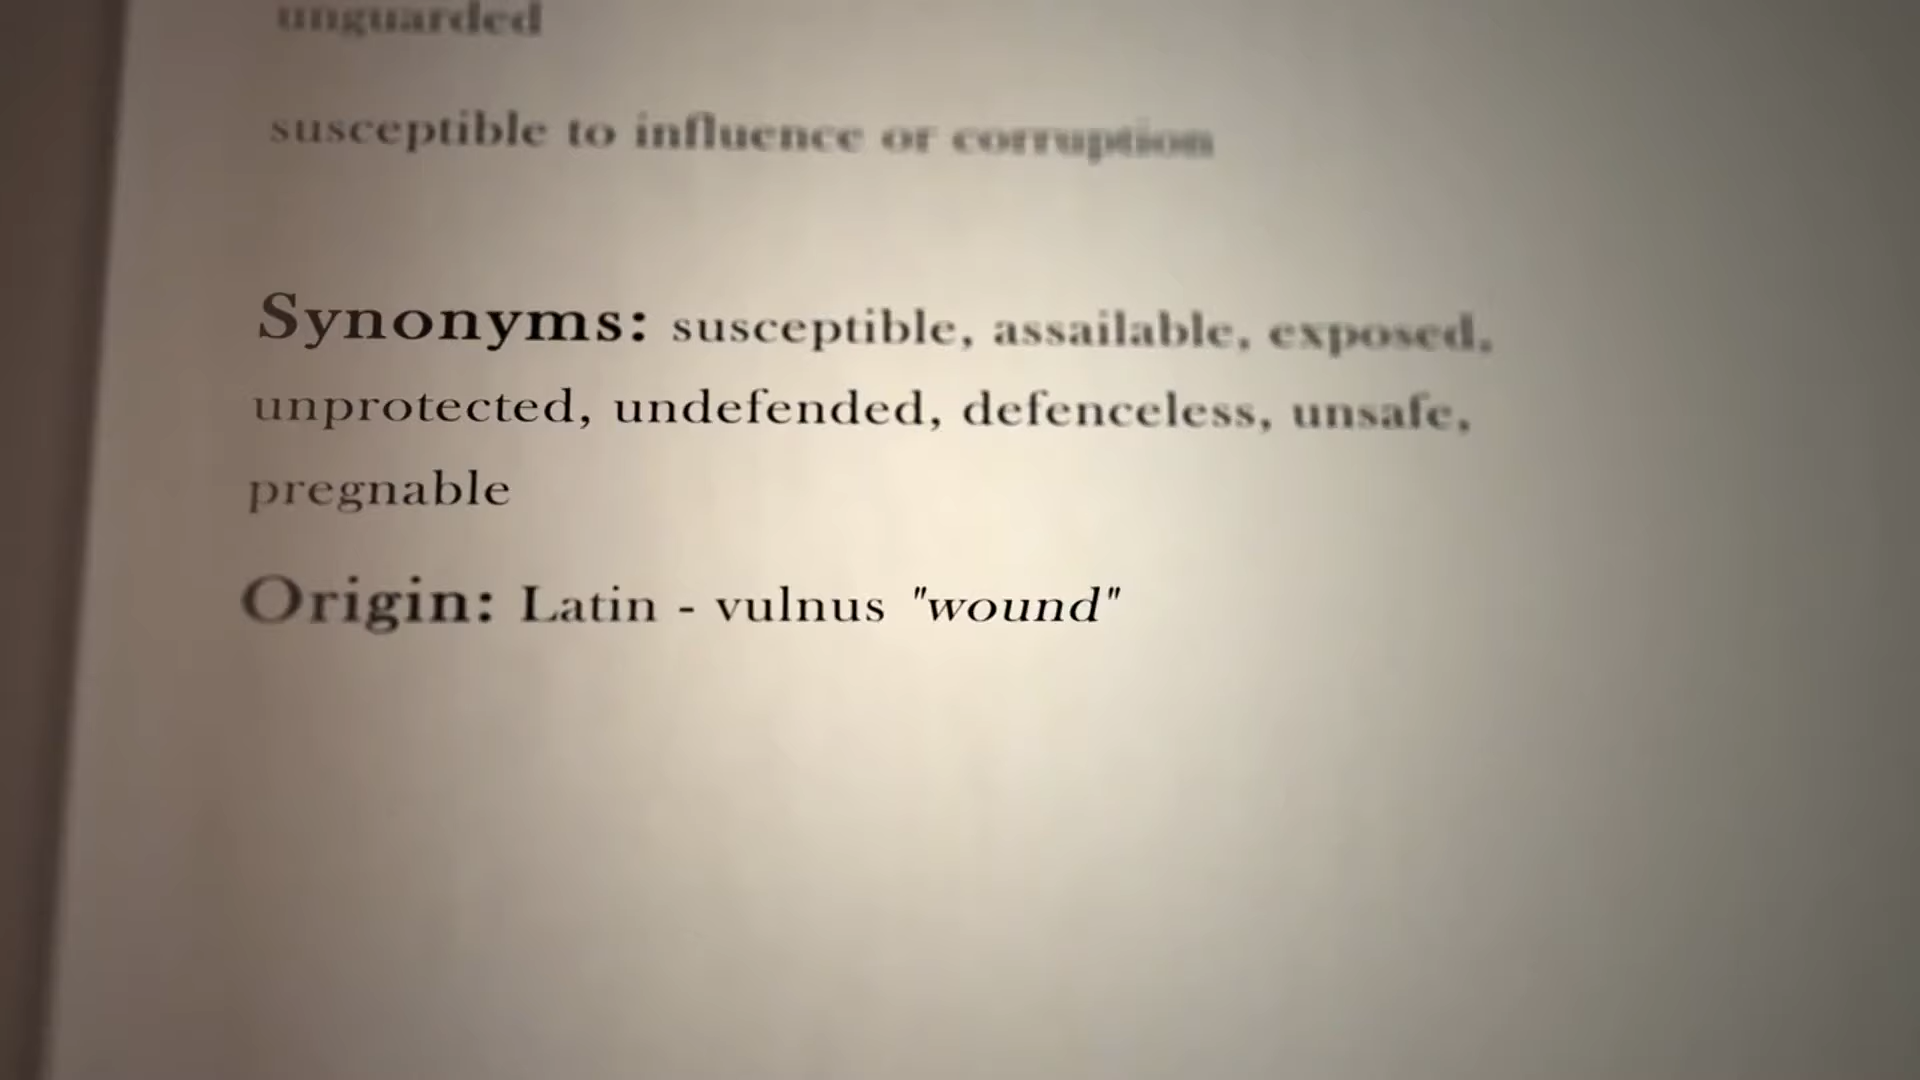 unguarded
susceptible to influence or corruption
Synonyms: susceptible, assailable, exposed,
unprotected, undefended, defenceless, unsafe,
pregnable
Origin: Latin - vulnus "wound"